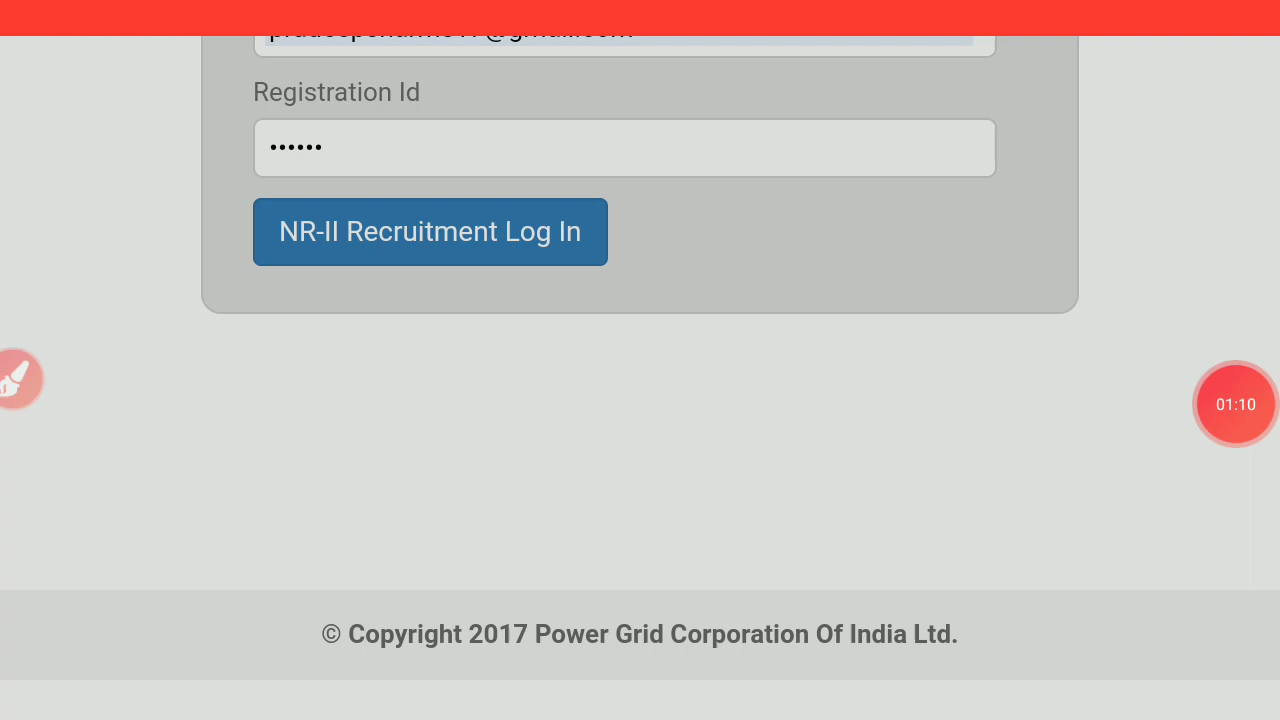 Registration Id
••••••
NR-II Recruitment Log In
01:10
© Copyright 2017 Power Grid Corporation Of India Ltd.